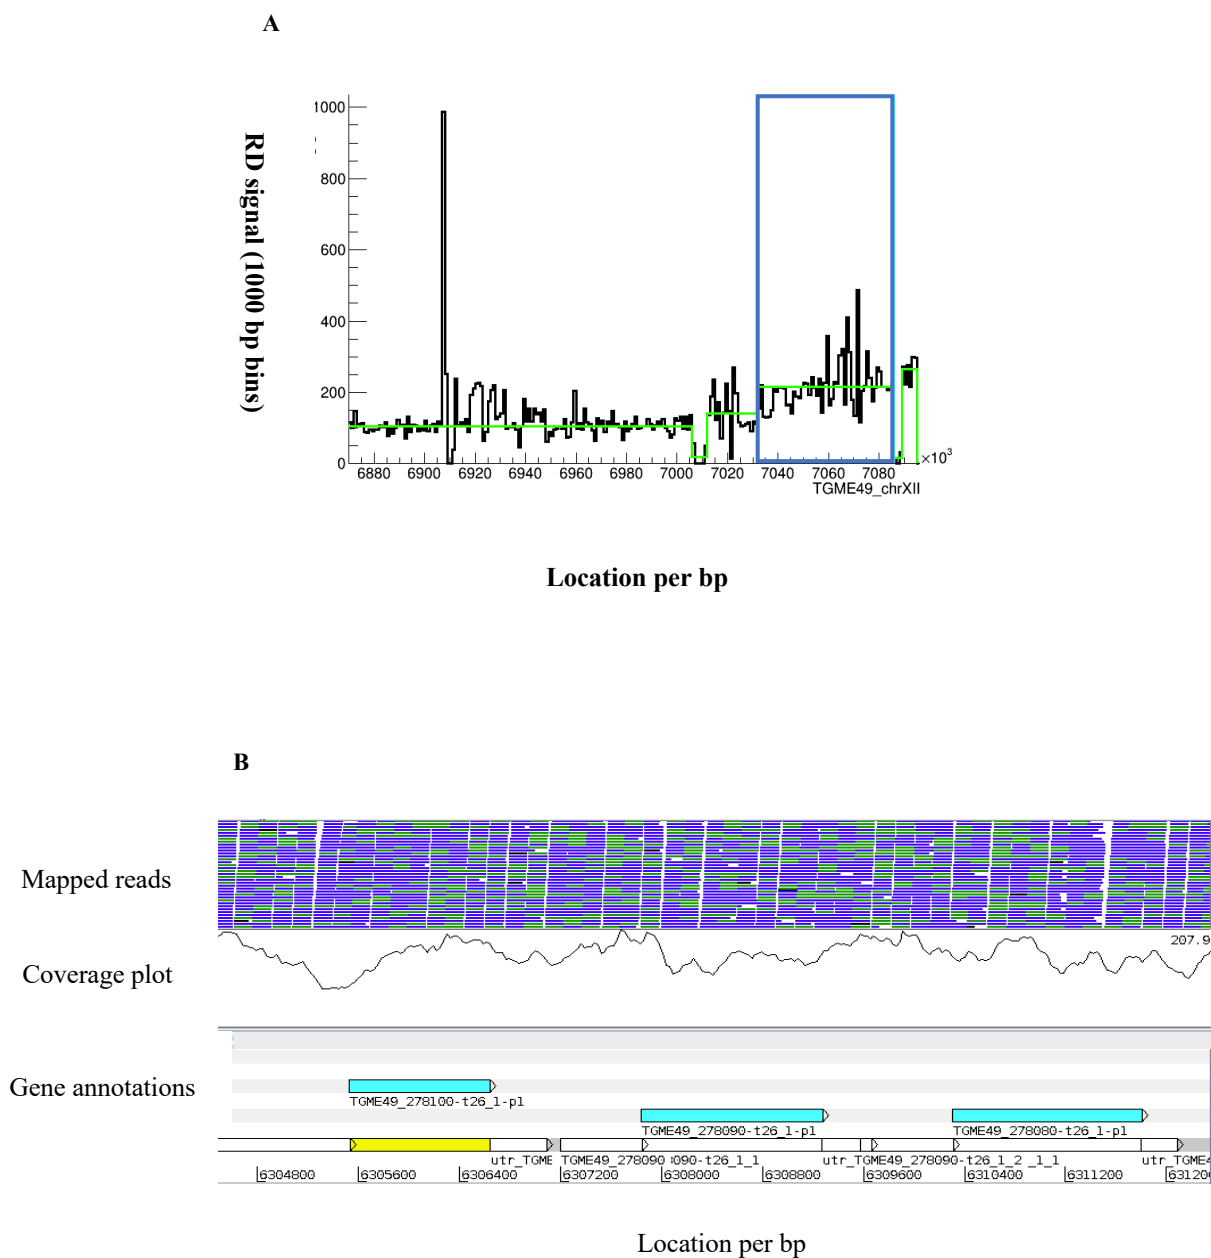 A
RD signal (1000 bp bins)
1000
800
600
400
200
0
6880 6900 6920 6940 6960 6980 7000 7020 7040 7060 7080
×10³
TGME49_chrXII
Location per bp
B
Mapped reads
Coverage plot
207.9
Gene annotations
TGME49_278100-t26_1-p1
TGME49_278090-t26_1-p1 TGME49_278080-t26_1-p1
utr_TGME TGME49_278090 090-t26_1_1 utr_TGME49_278090-t26_1_2 _1_1 utr_TGME4
6304800 6305600 6306400 6307200 6308000 6308800 6309600 6310400 6311200 631200
Location per bp